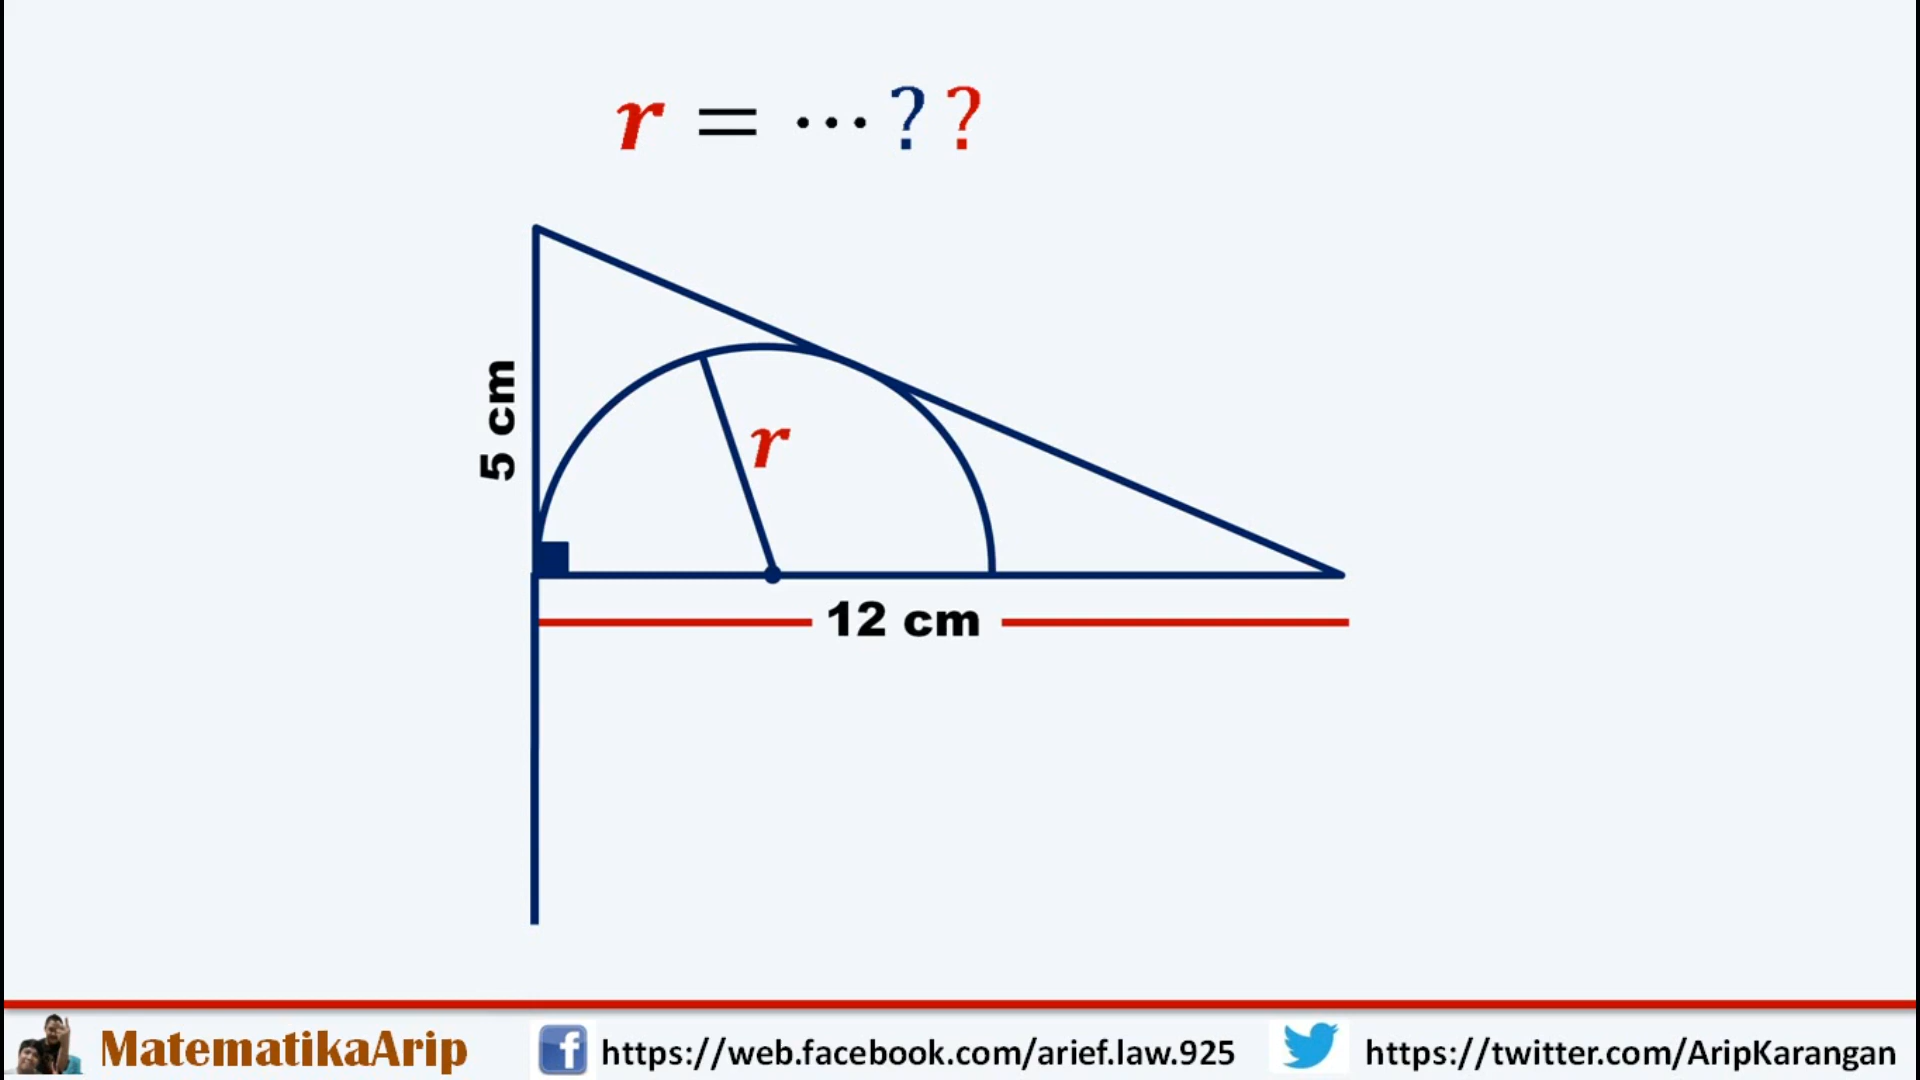 r = ···??
5 cm
r
12 cm
MatematikaArip
https://web.facebook.com/arief.law.925
https://twitter.com/AripKarangan